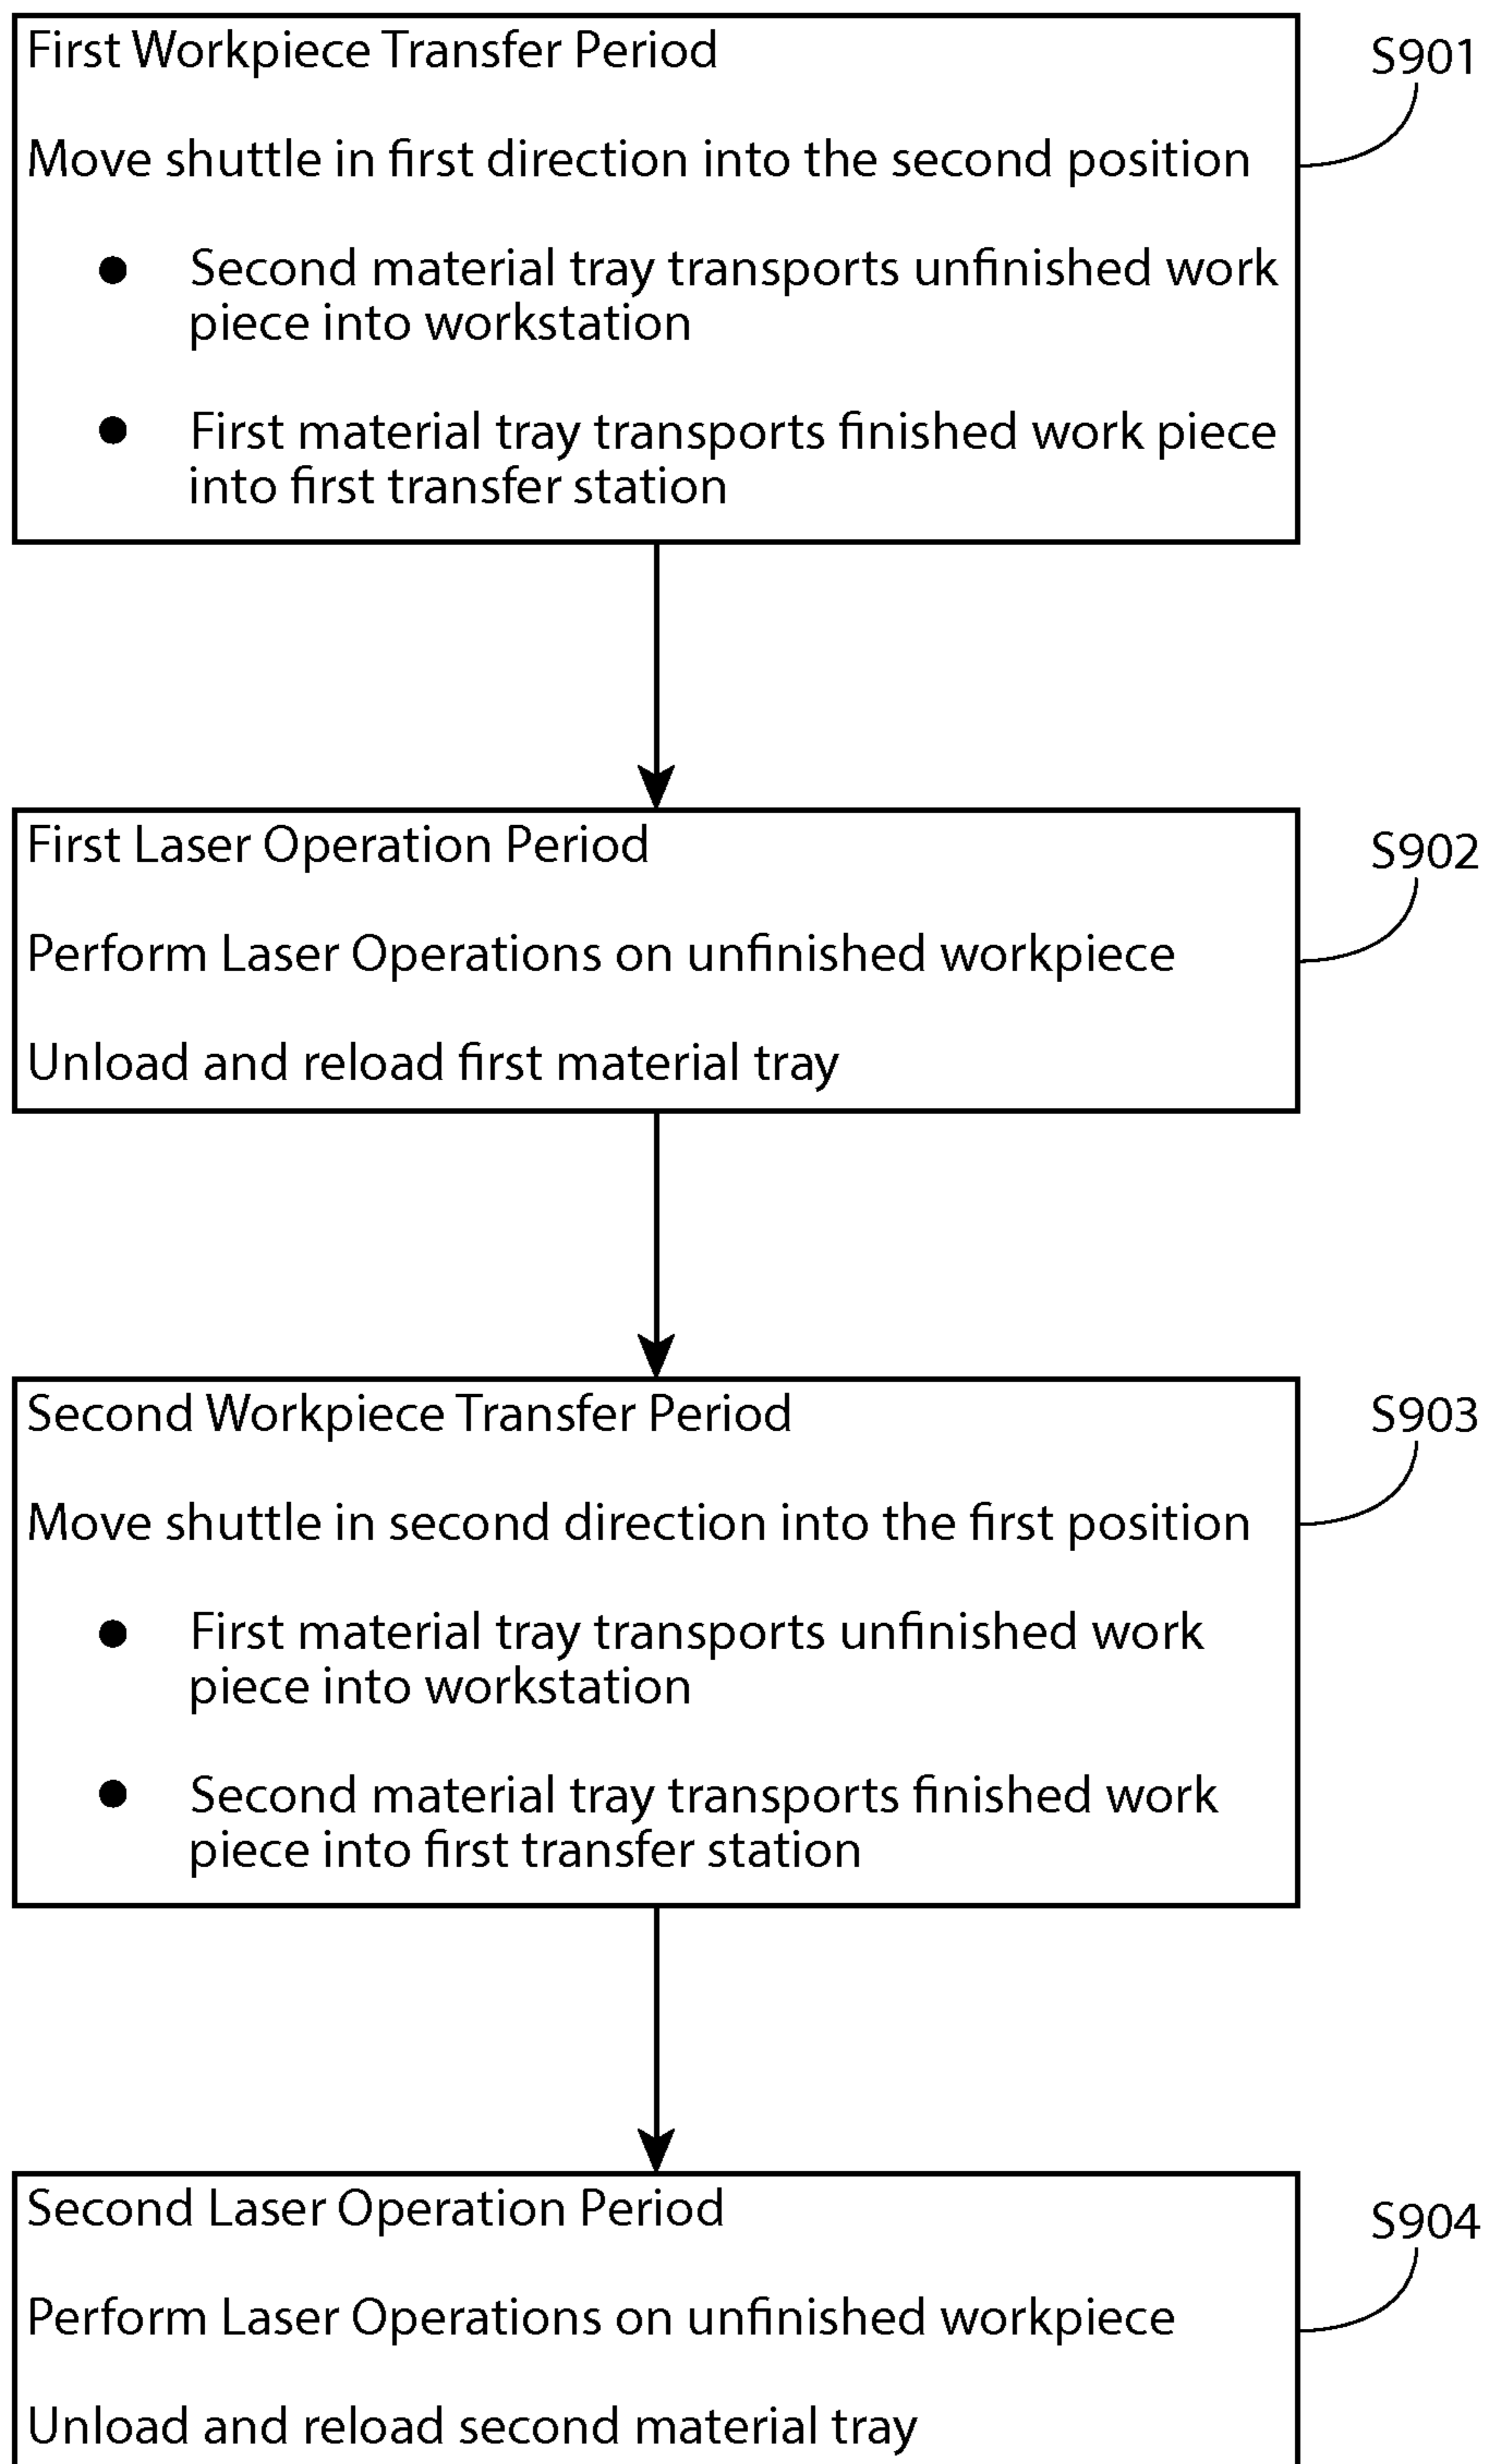 First Workpiece Transfer Period
S901
Move shuttle in first direction into the second position
● Second material tray transports unfinished work
piece into workstation
● First material tray transports finished work piece
into first transfer station
First Laser Operation Period
S902
Perform Laser Operations on unfinished workpiece
Unload and reload first material tray
Second Workpiece Transfer Period
S903
Move shuttle in second direction into the first position
● First material tray transports unfinished work
piece into workstation
● Second material tray transports finished work
piece into first transfer station
Second Laser Operation Period
S904
Perform Laser Operations on unfinished workpiece
Unload and reload second material tray